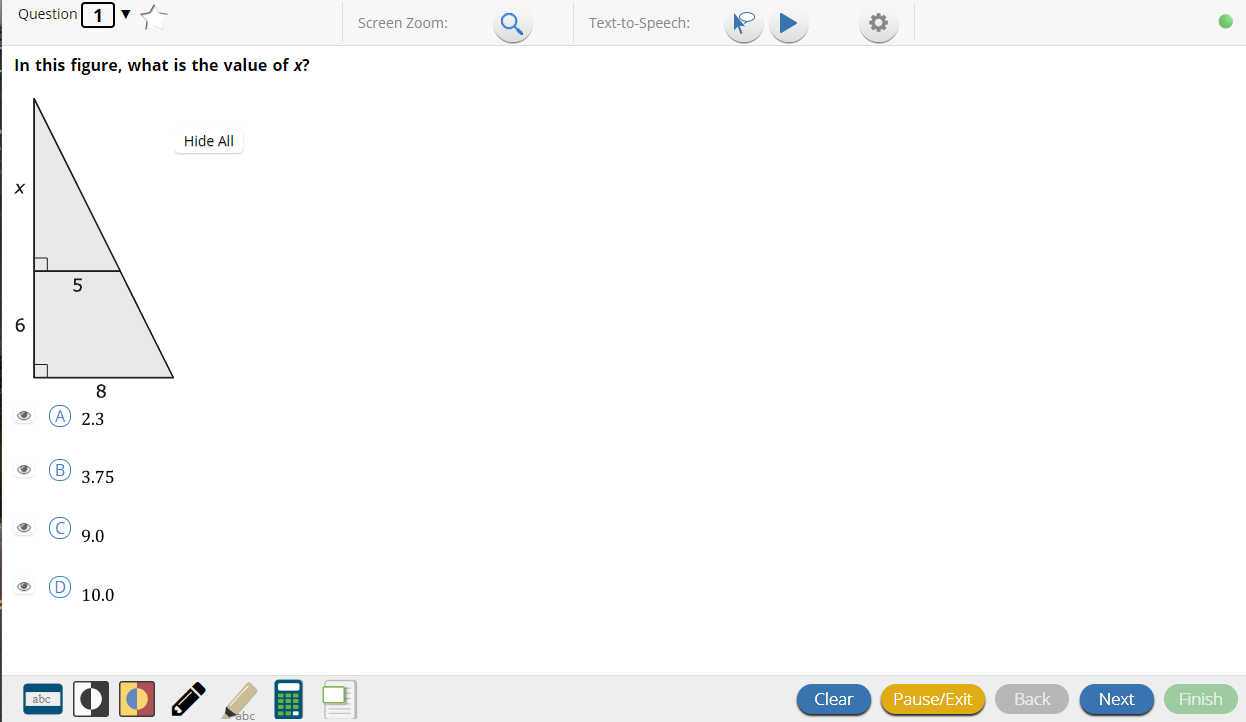 Question 1 ▼ Screen Zoom: Text-to-Speech:
In this figure, what is the value of x?
Hide All
x
5
6
8
A 2.3
B 3.75
C 9.0
D 10.0
abc abc Clear Pause/Exit Back Next Finish